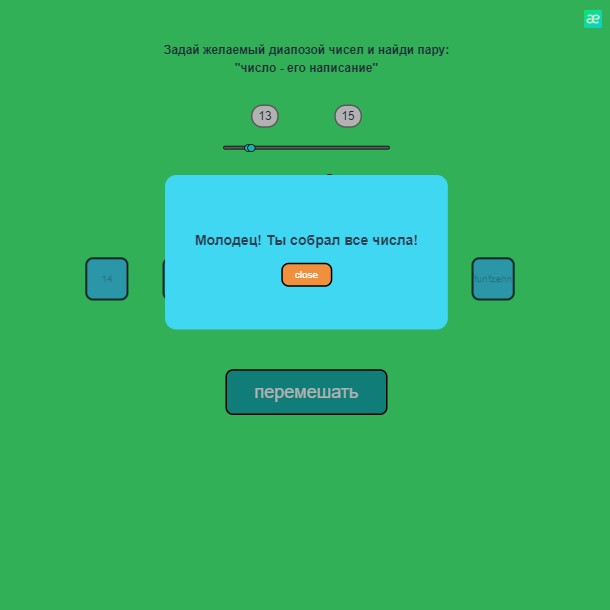 æ
Задай желаемый диапозой чисел и найди пару:
"число - его написание"
13 15
Молодец! Ты собрал все числа!
close
14 funfzehn
перемешать